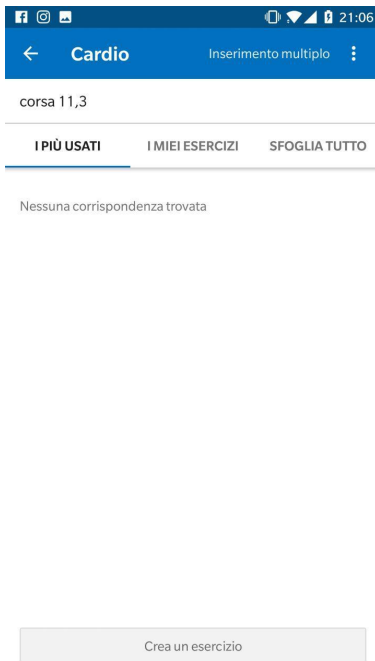 21:06
Cardio Inserimento multiplo
corsa 11,3
I PIÙ USATI I MIEI ESERCIZI SFOGLIA TUTTO
Nessuna corrispondenza trovata
Crea un esercizio